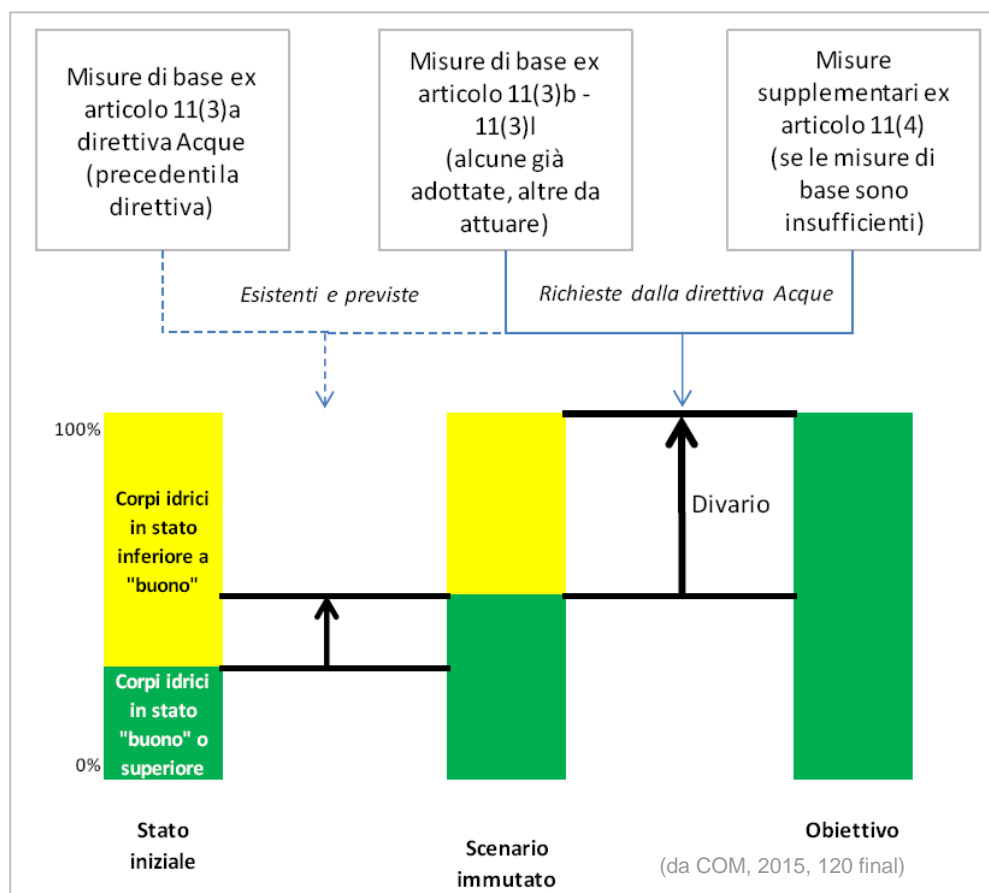 Misure di base ex
articolo 11(3)a
direttiva Acque
(precedenti la
direttiva)
Misure di base ex
articolo 11(3)b -
11(3)l
(alcune già
adottate, altre da
attuare)
Misure
supplementari ex
articolo 11(4)
(se le misure di
base sono
insufficienti)
Esistenti e previste
Richieste dalla direttiva Acque
100%
Corpi idrici
in stato
inferiore a
"buono"
Divario
Corpi idrici
in stato
"buono" o
superiore
0%
Stato
iniziale
Scenario
immutato
Obiettivo
(da COM, 2015, 120 final)